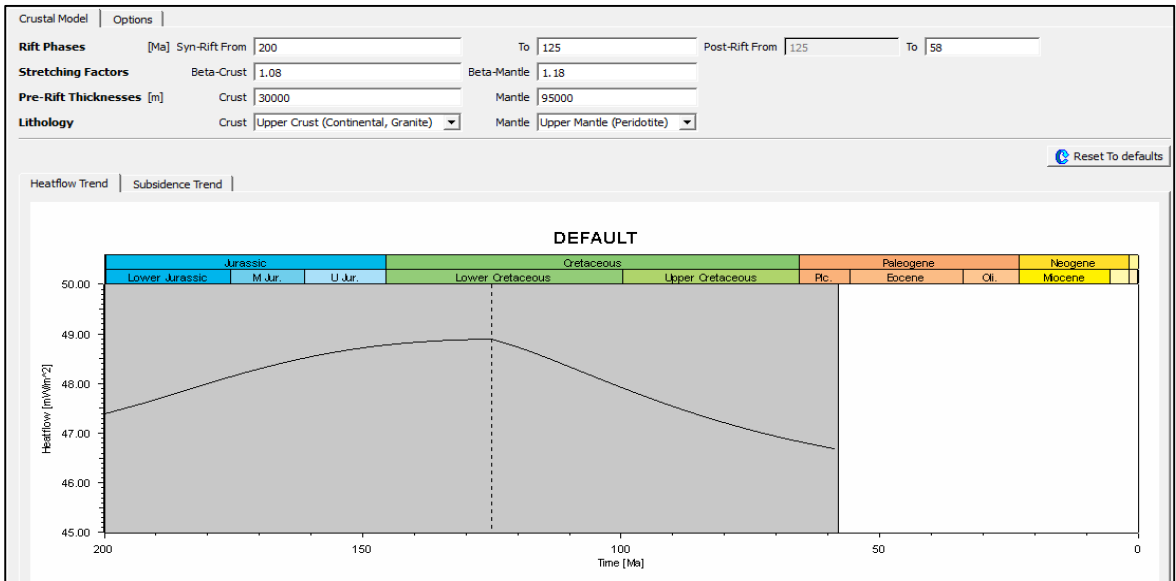 Crustal Model Options
Rift Phases [Ma] Syn-Rift From 200 To 125 Post-Rift From 125 To 58
Stretching Factors Beta-Crust 1.08 Beta-Mantle 1.18
Pre-Rift Thicknesses [m] Crust 30000 Mantle 95000
Lithology Crust Upper Crust (Continental, Granite) Mantle Upper Mantle (Peridotite)
Reset To defaults
Heatflow Trend Subsidence Trend
DEFAULT
Jurassic Cretaceous Paleogene Neogene
Lower Jurassic M Jur. U Jur. Lower Cretaceous Upper Cretaceous Plc. Eocene Oli. Miocene
50.00
49.00
48.00
47.00
46.00
45.00
Heatflow [mW/m^2]
200 150 100 50 0
Time [Ma]